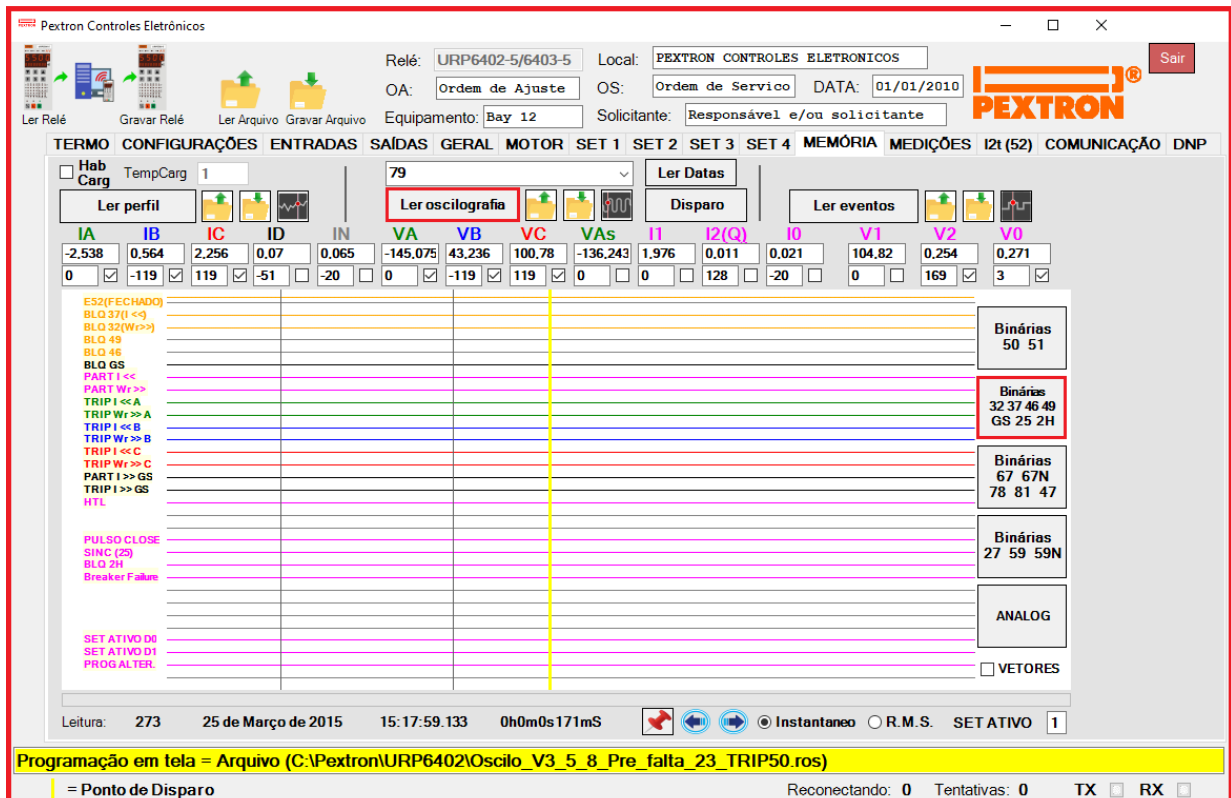 Pextron Controles Eletrônicos
Ler Relé
Gravar Relé
Ler Arquivo
Gravar Arquivo
Relé: URP6402-5/6403-5
Local: PEXTRON CONTROLES ELETRONICOS
OA: Ordem de Ajuste
OS: Ordem de Serviço
DATA: 01/01/2010
Equipamento: Bay 12
Solicitante: Responsável e/ou solicitante
PEXTRON®
Sair
TERMO CONFIGURAÇÕES ENTRADAS SAÍDAS GERAL MOTOR SET 1 SET 2 SET 3 SET 4 MEMÓRIA MEDIÇÕES I2t (52) COMUNICAÇÃO DNP
Hab Carg
TempCarg 1
79
Ler Datas
Ler perfil
Ler oscilografia
Disparo
Ler eventos
IA IB IC ID IN VA VB VC VAs I1 I2(Q) I0 V1 V2 V0
-2,538 0,564 2,256 0,07 0,065 -145,075 43,236 100,78 -136,243 1,976 0,011 0,021 104,82 0,254 0,271
0 -119 119 -51 -20 0 -119 119 0 0 128 -20 0 169 3
E52(FECHADO)
BLQ 37(I <<)
BLQ 32(Wr>>)
BLQ 49
BLQ 46
BLQ GS
PART I <<
PART Wr >>
TRIP I << A
TRIP Wr >> A
TRIP I << B
TRIP Wr >> B
TRIP I << C
TRIP Wr >> C
PART I >> GS
TRIP I >> GS
HTL
PULSO CLOSE
SINC (25)
BLQ 2H
Breaker Failure
SET ATIVO D0
SET ATIVO D1
PROG ALTER.
Binárias
50 51
Binárias
32 37 46 49
GS 25 2H
Binárias
67 67N
78 81 47
Binárias
27 59 59N
ANALOG
VETORES
Leitura: 273 25 de Março de 2015 15:17:59.133 0h0m0s171mS
Instantaneo R.M.S. SET ATIVO 1
Programação em tela = Arquivo (C:\Pextron\URP6402\Oscilo_V3_5_8_Pre_falta_23_TRIP50.ros)
= Ponto de Disparo
Reconectando: 0 Tentativas: 0 TX RX